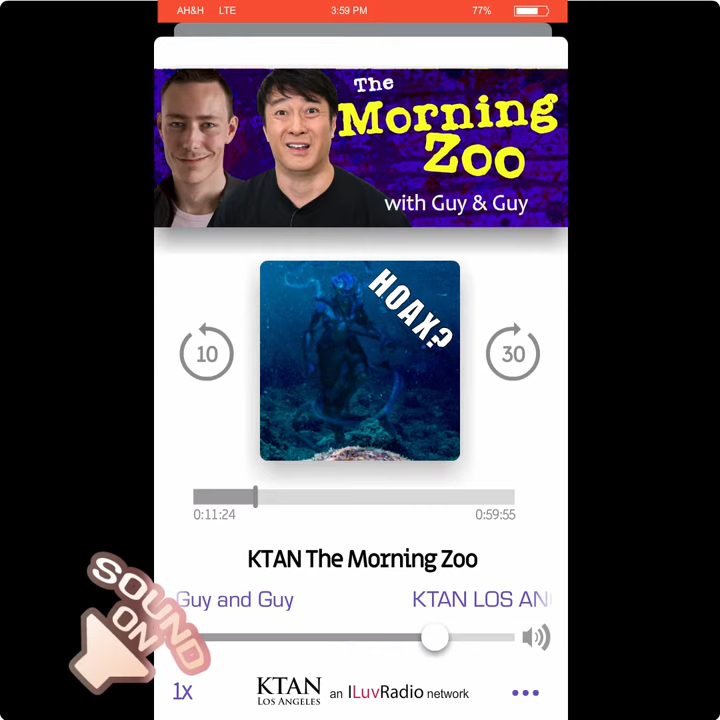 AH&H LTE 3:59 PM 77%
The
Morning
Zoo
with Guy & Guy
HOAX?
10
30
0:11:24 0:59:55
KTAN The Morning Zoo
Guy and Guy KTAN LOS AN
SOUND
ON
1x KTAN LOS ANGELES an ILuvRadio network